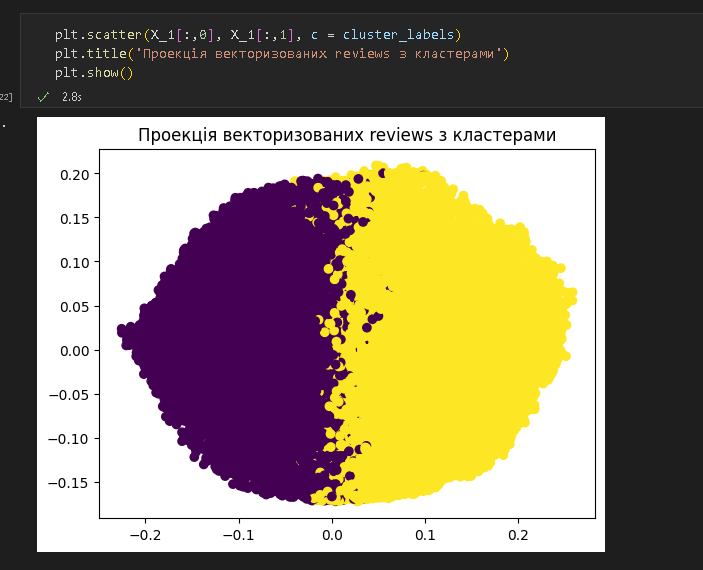 plt.scatter(X_1[:,0], X_1[:,1], c = cluster_labels)
plt.title('Проекція векторизованих reviews з кластерами')
plt.show()
22]
2.8s
Проекція векторизованих reviews з кластерами
0.20
0.15
0.10
0.05
0.00
−0.05
−0.10
−0.15
−0.2 −0.1 0.0 0.1 0.2